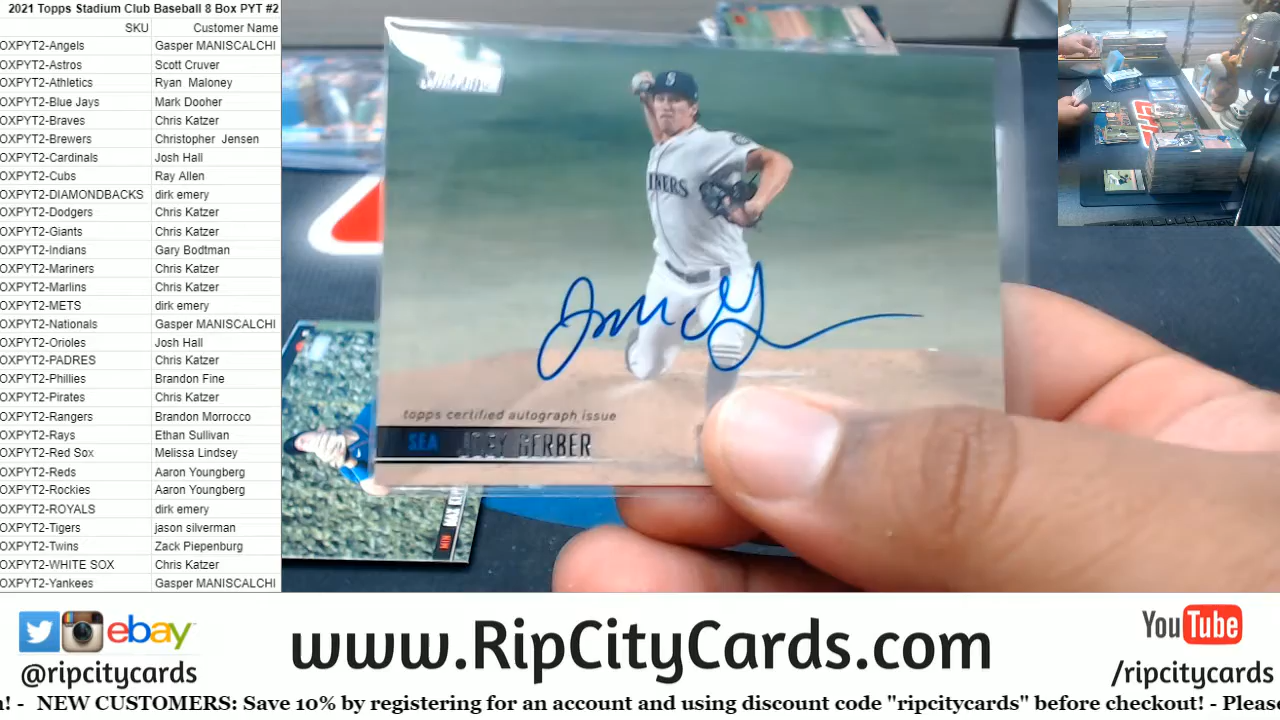 2021 Topps Stadium Club Baseball 8 Box PYT #2
SKU Customer Name
OXPYT2-Angels Gasper MANISCALCHI
OXPYT2-Astros Scott Cruver
OXPYT2-Athletics Ryan Maloney
OXPYT2-Blue Jays Mark Dooher
OXPYT2-Braves Chris Katzer
OXPYT2-Brewers Christopher Jensen
OXPYT2-Cardinals Josh Hall
OXPYT2-Cubs Ray Allen
OXPYT2-DIAMONDBACKS dirk emery
OXPYT2-Dodgers Chris Katzer
OXPYT2-Giants Chris Katzer
OXPYT2-Indians Gary Bodtman
OXPYT2-Mariners Chris Katzer
OXPYT2-Marlins Chris Katzer
OXPYT2-METS dirk emery
OXPYT2-Nationals Gasper MANISCALCHI
OXPYT2-Orioles Josh Hall
OXPYT2-PADRES Chris Katzer
OXPYT2-Phillies Brandon Fine
OXPYT2-Pirates Chris Katzer
OXPYT2-Rangers Brandon Morrocco
OXPYT2-Rays Ethan Sullivan
OXPYT2-Red Sox Melissa Lindsey
OXPYT2-Reds Aaron Youngberg
OXPYT2-Rockies Aaron Youngberg
OXPYT2-ROYALS dirk emery
OXPYT2-Tigers jason silverman
OXPYT2-Twins Zack Piepenburg
OXPYT2-WHITE SOX Chris Katzer
OXPYT2-Yankees Gasper MANISCALCHI
S
INERS
topps certified autograph issue
SEA JOEY GERBER
MIN MAX
ebay
@ripcitycards
www.RipCityCards.com
YouTube
/ripcitycards
! - NEW CUSTOMERS: Save 10% by registering for an account and using discount code "ripcitycards" before checkout! - Please